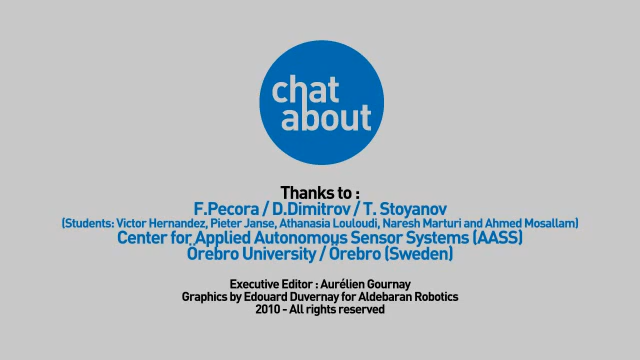 chat
about
Thanks to :
F.Pecora / D.Dimitrov / T. Stoyanov
(Students: Victor Hernandez, Pieter Janse, Athanasia Louloudi, Naresh Marturi and Ahmed Mosallam)
Center for Applied Autonomous Sensor Systems (AASS)
Örebro University / Örebro (Sweden)
Executive Editor : Aurélien Gournay
Graphics by Edouard Duvernay for Aldebaran Robotics
2010 - All rights reserved